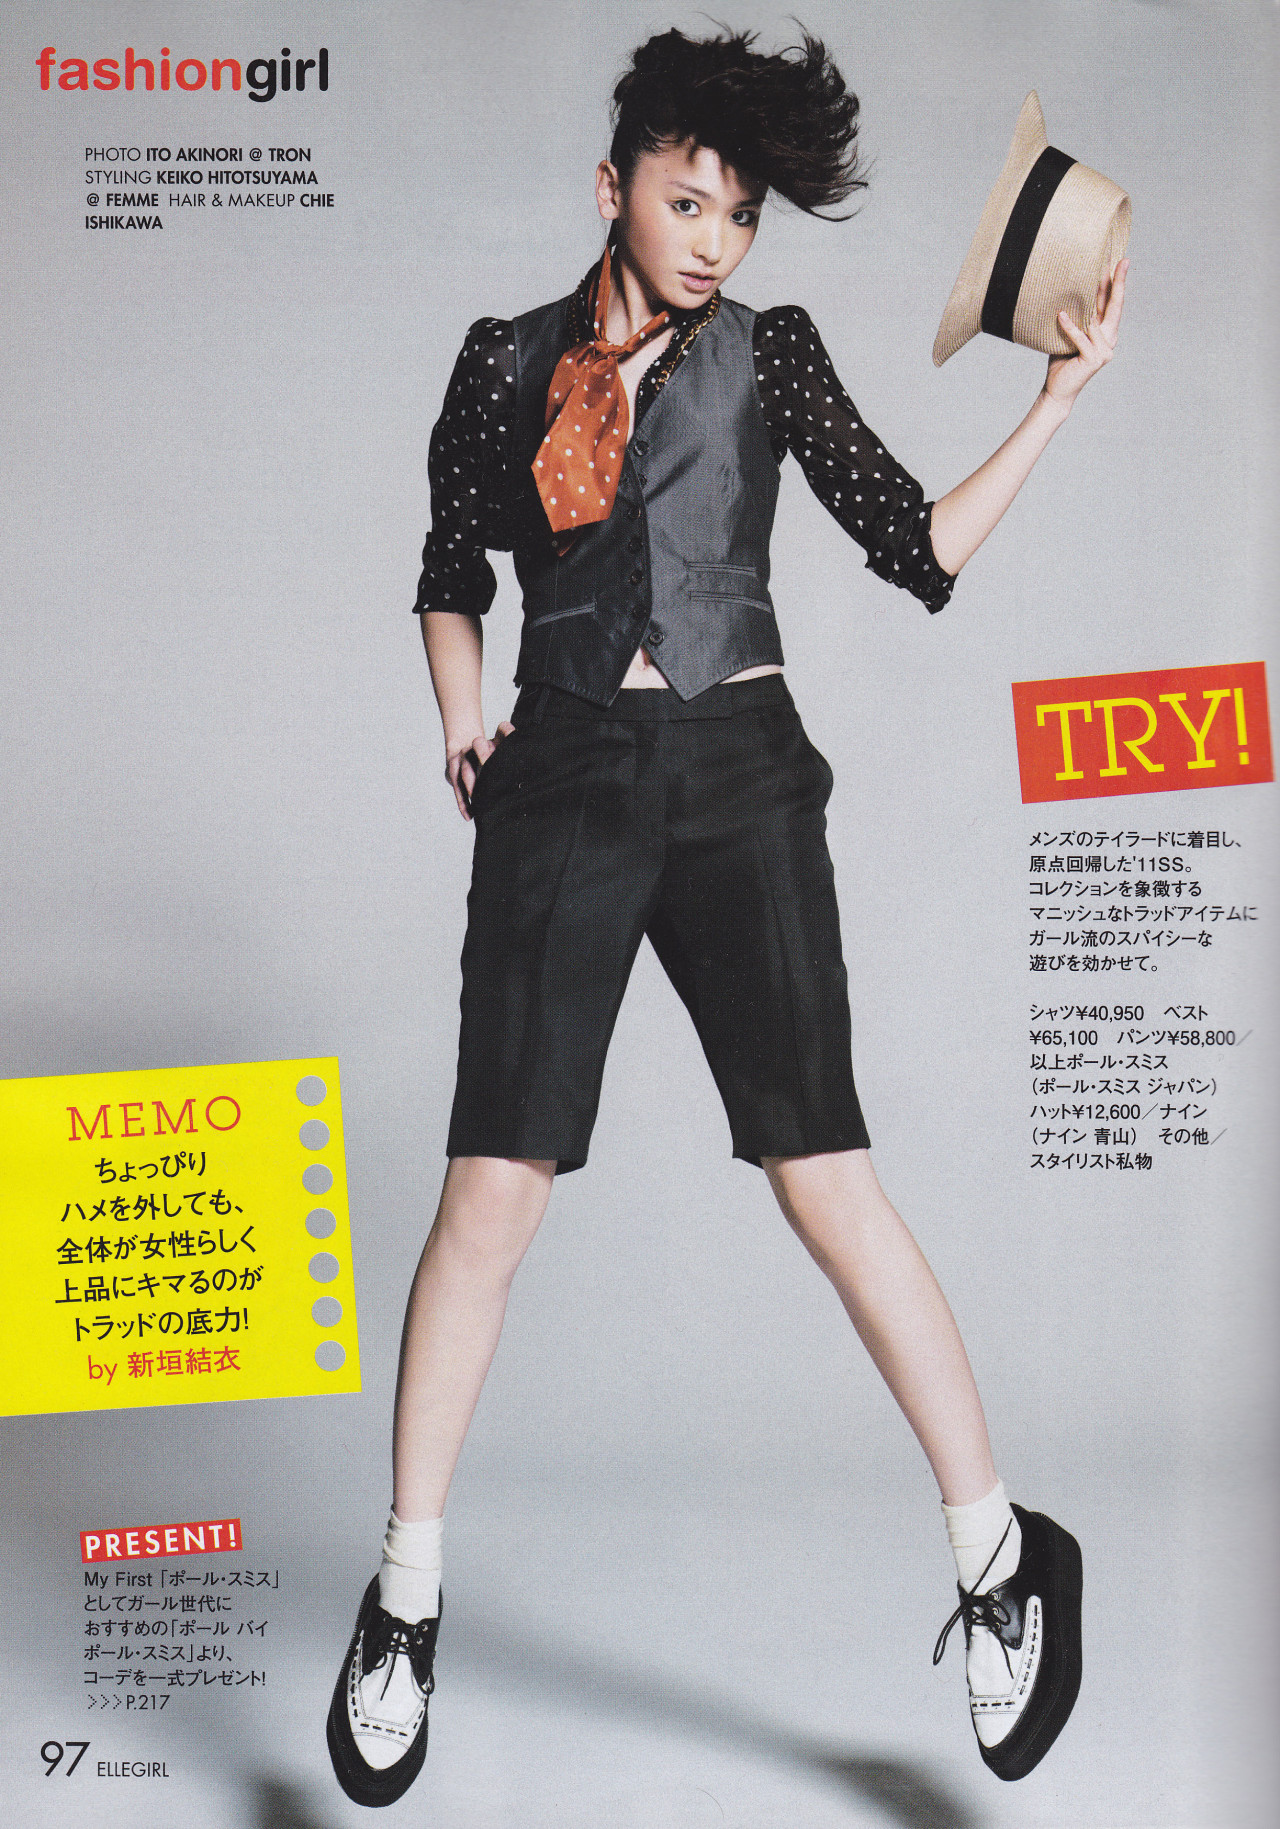 fashiongirl
PHOTO ITO AKINORI @ TRON
STYLING KEIKO HITOTSUYAMA
@ FEMME HAIR & MAKEUP CHIE
ISHIKAWA
TRY!
メンズのテイラードに着目し、
原点回帰した'11SS。
コレクションを象徴する
マニッシュなトラッドアイテムに
ガール流のスパイシーな
遊びを効かせて。
シャツ¥40,950　ベスト
¥65,100　パンツ¥58,800／
以上ポール・スミス
（ポール・スミス ジャパン）
ハット¥12,600／ナイン
（ナイン 青山）　その他／
スタイリスト私物
MEMO
ちょっぴり
ハメを外しても、
全体が女性らしく
上品にキマるのが
トラッドの底力!
by 新垣結衣
PRESENT!
My First「ポール・スミス」
としてガール世代に
おすすめの「ポール バイ
ポール・スミス」より、
コーデを一式プレゼント!
>>>P.217
97 ELLEGIRL